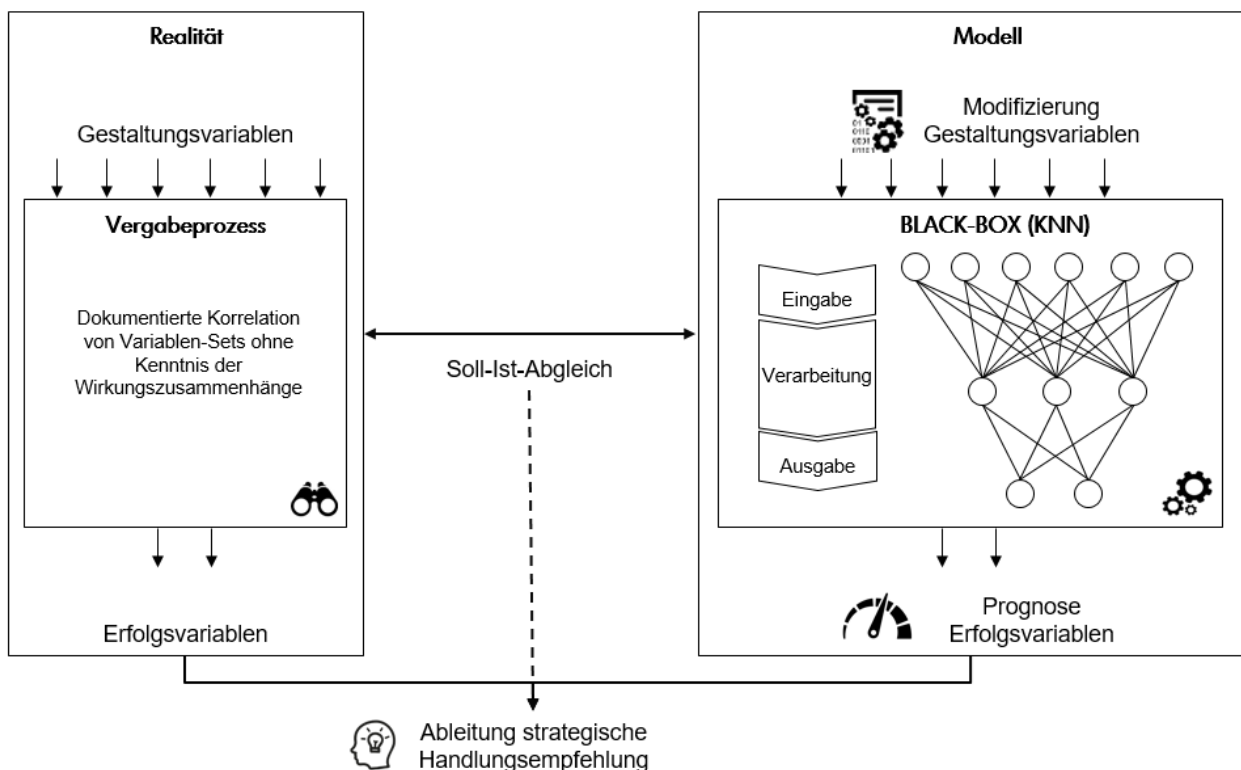 Realität
Gestaltungsvariablen
Vergabeprozess
Dokumentierte Korrelation
von Variablen-Sets ohne
Kenntnis der
Wirkungszusammenhänge
Erfolgsvariablen
Soll-Ist-Abgleich
Modell
Modifizierung
Gestaltungsvariablen
BLACK-BOX (KNN)
Eingabe
Verarbeitung
Ausgabe
Prognose
Erfolgsvariablen
Ableitung strategische
Handlungsempfehlung